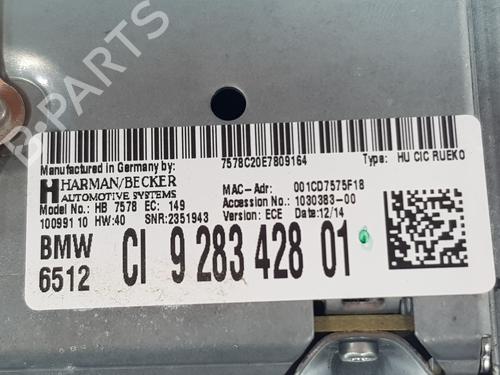 B-PARTS
Manufactured in Germany by: 7578C20E7809164 Type: HU CIC RUEKO
HARMAN/BECKER
AUTOMOTIVE SYSTEMS
MAC-Adr: 001CD7575F18
Model No.: HB 7578 EC: 149 Accession No.: 1030383-00
100991 10 HW:40 SNR:2351943 Version: ECE Date:12/14
BMW
6512 CI 9 283 428 01